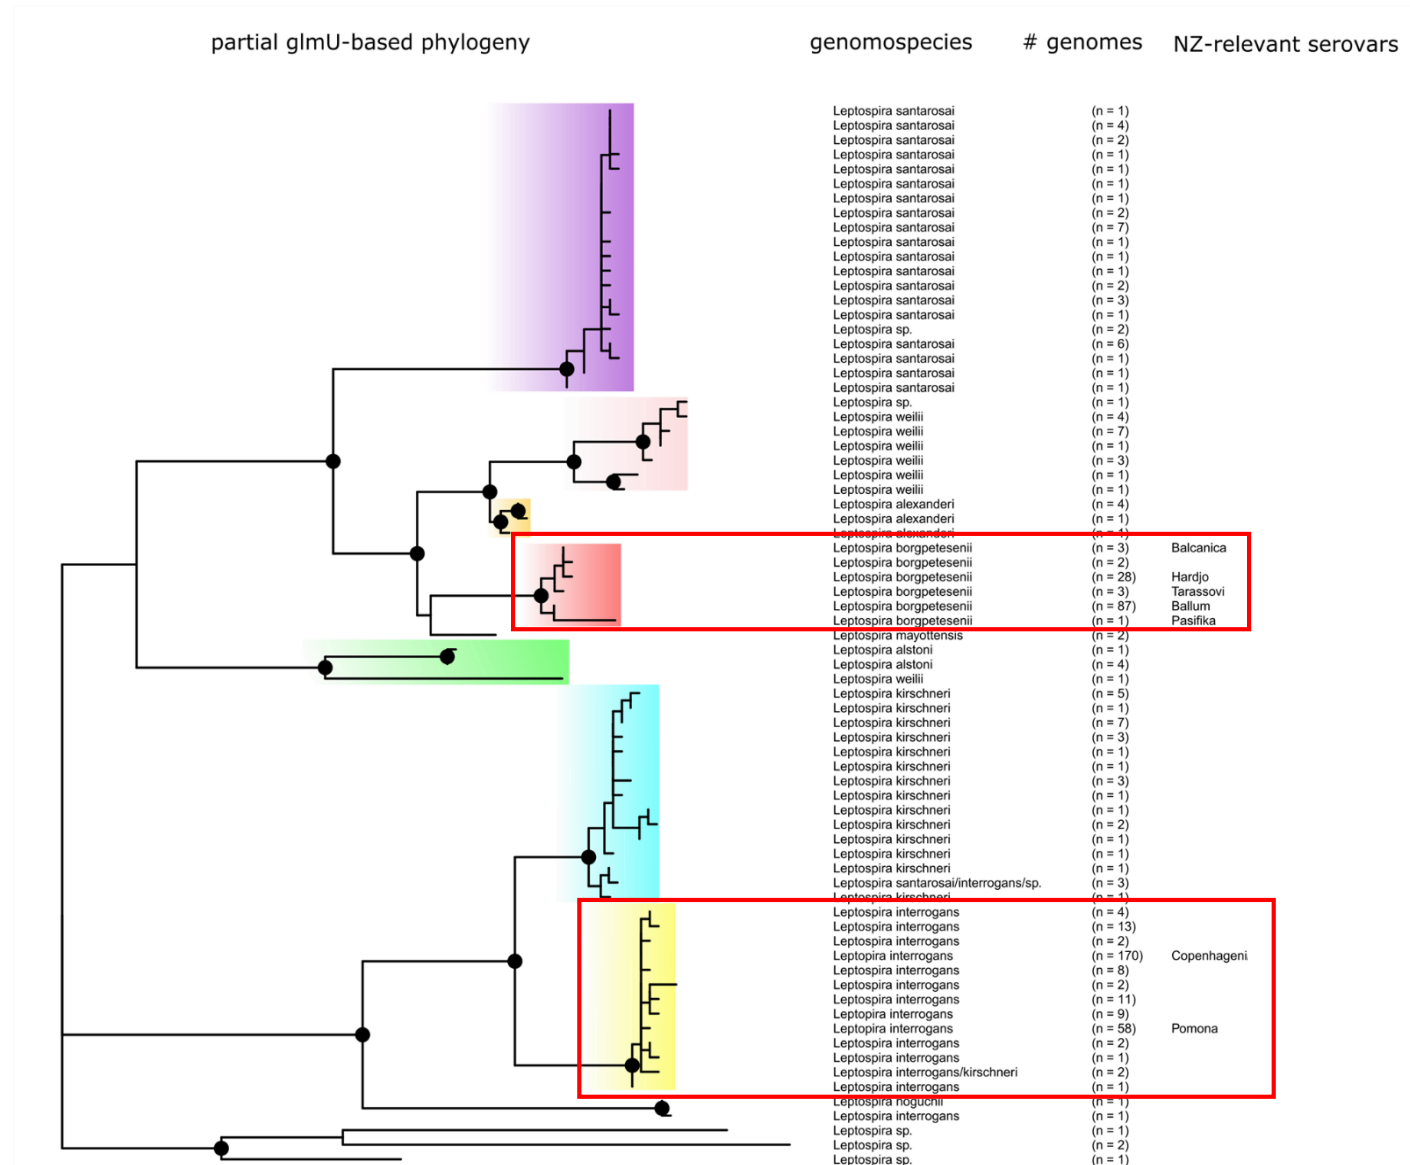 partial glmU-based phylogeny genomospecies # genomes NZ-relevant serovars
Leptospira santarosai (n = 1)
Leptospira santarosai (n = 4)
Leptospira santarosai (n = 2)
Leptospira santarosai (n = 1)
Leptospira santarosai (n = 1)
Leptospira santarosai (n = 1)
Leptospira santarosai (n = 1)
Leptospira santarosai (n = 2)
Leptospira santarosai (n = 7)
Leptospira santarosai (n = 1)
Leptospira santarosai (n = 1)
Leptospira santarosai (n = 1)
Leptospira santarosai (n = 2)
Leptospira santarosai (n = 3)
Leptospira santarosai (n = 1)
Leptospira sp. (n = 2)
Leptospira santarosai (n = 6)
Leptospira santarosai (n = 1)
Leptospira santarosai (n = 1)
Leptospira santarosai (n = 1)
Leptospira sp. (n = 1)
Leptospira weilii (n = 4)
Leptospira weilii (n = 7)
Leptospira weilii (n = 1)
Leptospira weilii (n = 3)
Leptospira weilii (n = 1)
Leptospira weilii (n = 1)
Leptospira alexanderi (n = 4)
Leptospira alexanderi (n = 1)
Leptospira alexanderi (n = 1)
Leptospira borgpetesenii (n = 3) Balcanica
Leptospira borgpetesenii (n = 2)
Leptospira borgpetesenii (n = 28) Hardjo
Leptospira borgpetesenii (n = 3) Tarassovi
Leptospira borgpetesenii (n = 87) Ballum
Leptospira borgpetesenii (n = 1) Pasifika
Leptospira mayottensis (n = 2)
Leptospira alstoni (n = 1)
Leptospira alstoni (n = 4)
Leptospira weilii (n = 1)
Leptospira kirschneri (n = 5)
Leptospira kirschneri (n = 1)
Leptospira kirschneri (n = 7)
Leptospira kirschneri (n = 3)
Leptospira kirschneri (n = 1)
Leptospira kirschneri (n = 1)
Leptospira kirschneri (n = 3)
Leptospira kirschneri (n = 1)
Leptospira kirschneri (n = 1)
Leptospira kirschneri (n = 2)
Leptospira kirschneri (n = 1)
Leptospira kirschneri (n = 1)
Leptospira kirschneri (n = 1)
Leptospira santarosai/interrogans/sp. (n = 3)
Leptospira kirschneri (n = 1)
Leptospira interrogans (n = 4)
Leptospira interrogans (n = 13)
Leptospira interrogans (n = 2)
Leptopira interrogans (n = 170) Copenhageni
Leptospira interrogans (n = 8)
Leptospira interrogans (n = 2)
Leptospira interrogans (n = 11)
Leptopira interrogans (n = 9)
Leptopira interrogans (n = 58) Pomona
Leptospira interrogans (n = 2)
Leptospira interrogans (n = 1)
Leptospira interrogans/kirschneri (n = 2)
Leptospira interrogans (n = 1)
Leptospira noguchii (n = 1)
Leptospira interrogans (n = 1)
Leptospira sp. (n = 1)
Leptospira sp. (n = 2)
Leptospira sp. (n = 1)